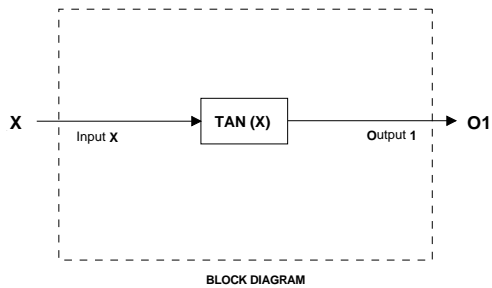 X
Input X
TAN (X)
Output 1
O1
BLOCK DIAGRAM